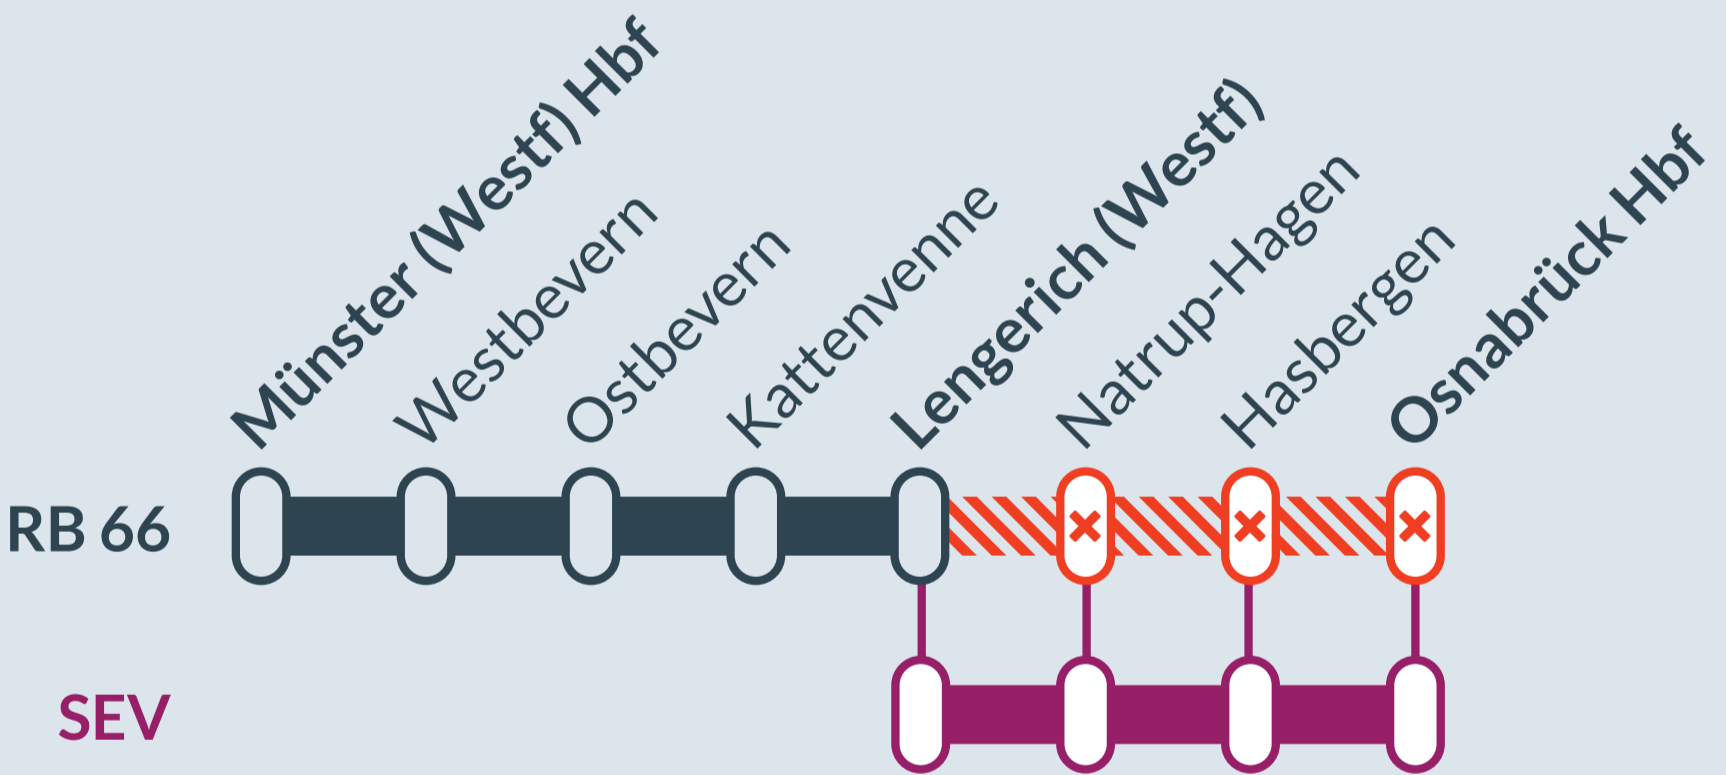 Münster (Westf) Hbf
Westbevern
Ostbevern
Kattenvenne
Lengerich (Westf)
Natrup-Hagen
Hasbergen
Osnabrück Hbf
RB 66
SEV